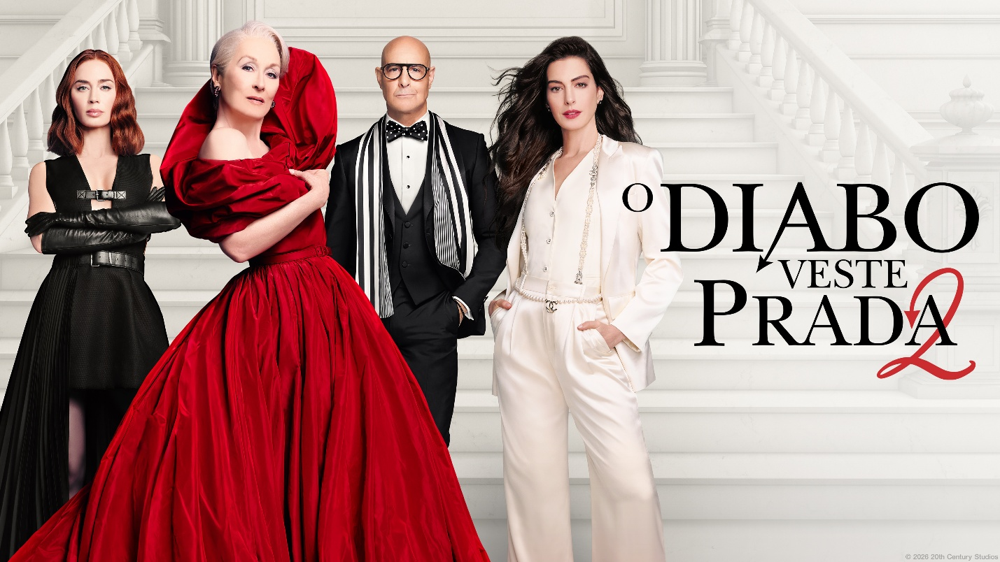 O DIABO
VESTE
PRADA 2
© 2026 20th Century Studios